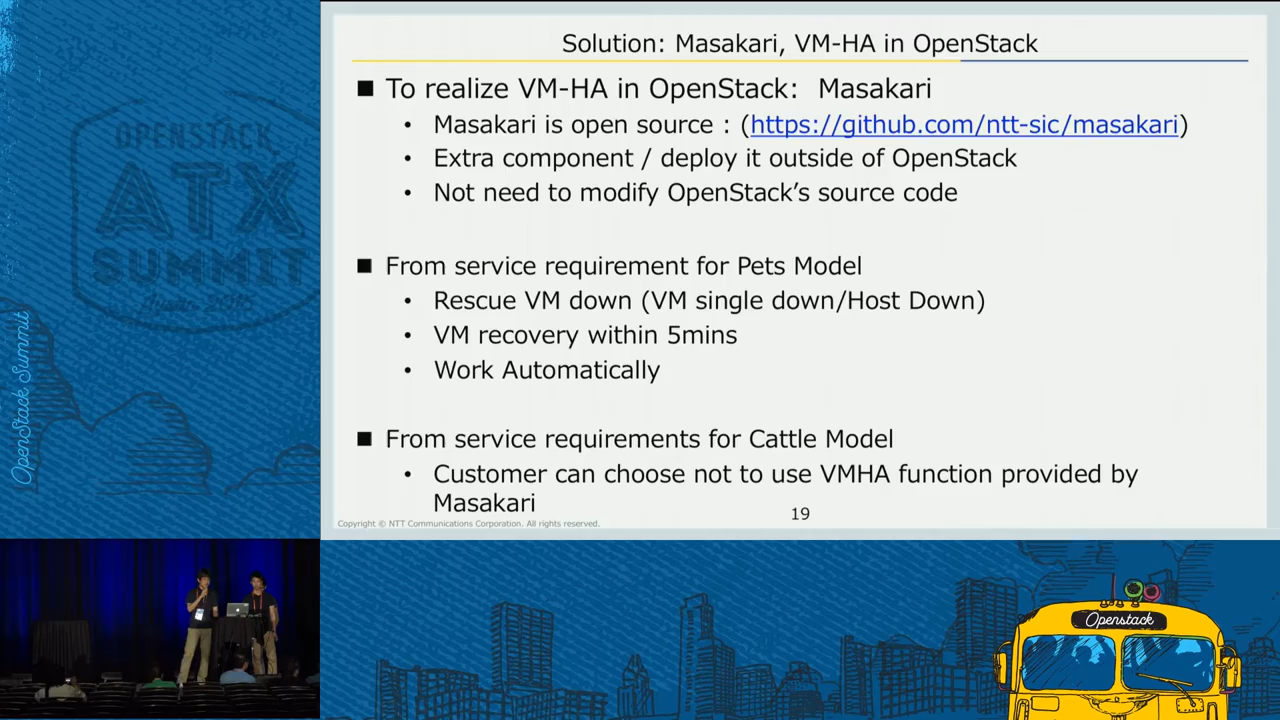 Solution: Masakari, VM-HA in OpenStack
■ To realize VM-HA in OpenStack: Masakari
• Masakari is open source : (https://github.com/ntt-sic/masakari)
• Extra component / deploy it outside of OpenStack
• Not need to modify OpenStack's source code
■ From service requirement for Pets Model
• Rescue VM down (VM single down/Host Down)
• VM recovery within 5mins
• Work Automatically
■ From service requirements for Cattle Model
• Customer can choose not to use VMHA function provided by
Masakari
19
Copyright © NTT Communications Corporation. All rights reserved.
OPENSTACK
ATX
SUMMIT
OpenStack Summit
Openstack